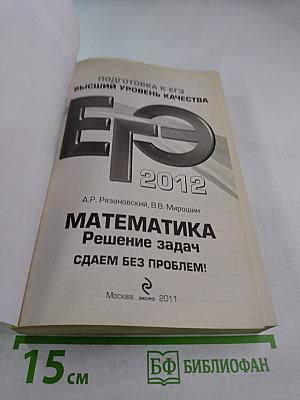 ПОДГОТОВКА К ЕГЭ
ВЫСШИЙ УРОВЕНЬ КАЧЕСТВА
ЕГЭ
2012
А.Р. Рязановский, В.В. Мирошин
МАТЕМАТИКА
Решение задач
СДАЕМ БЕЗ ПРОБЛЕМ!
Москва эксмо 2011
15 см
БФ БИБЛИОФАН